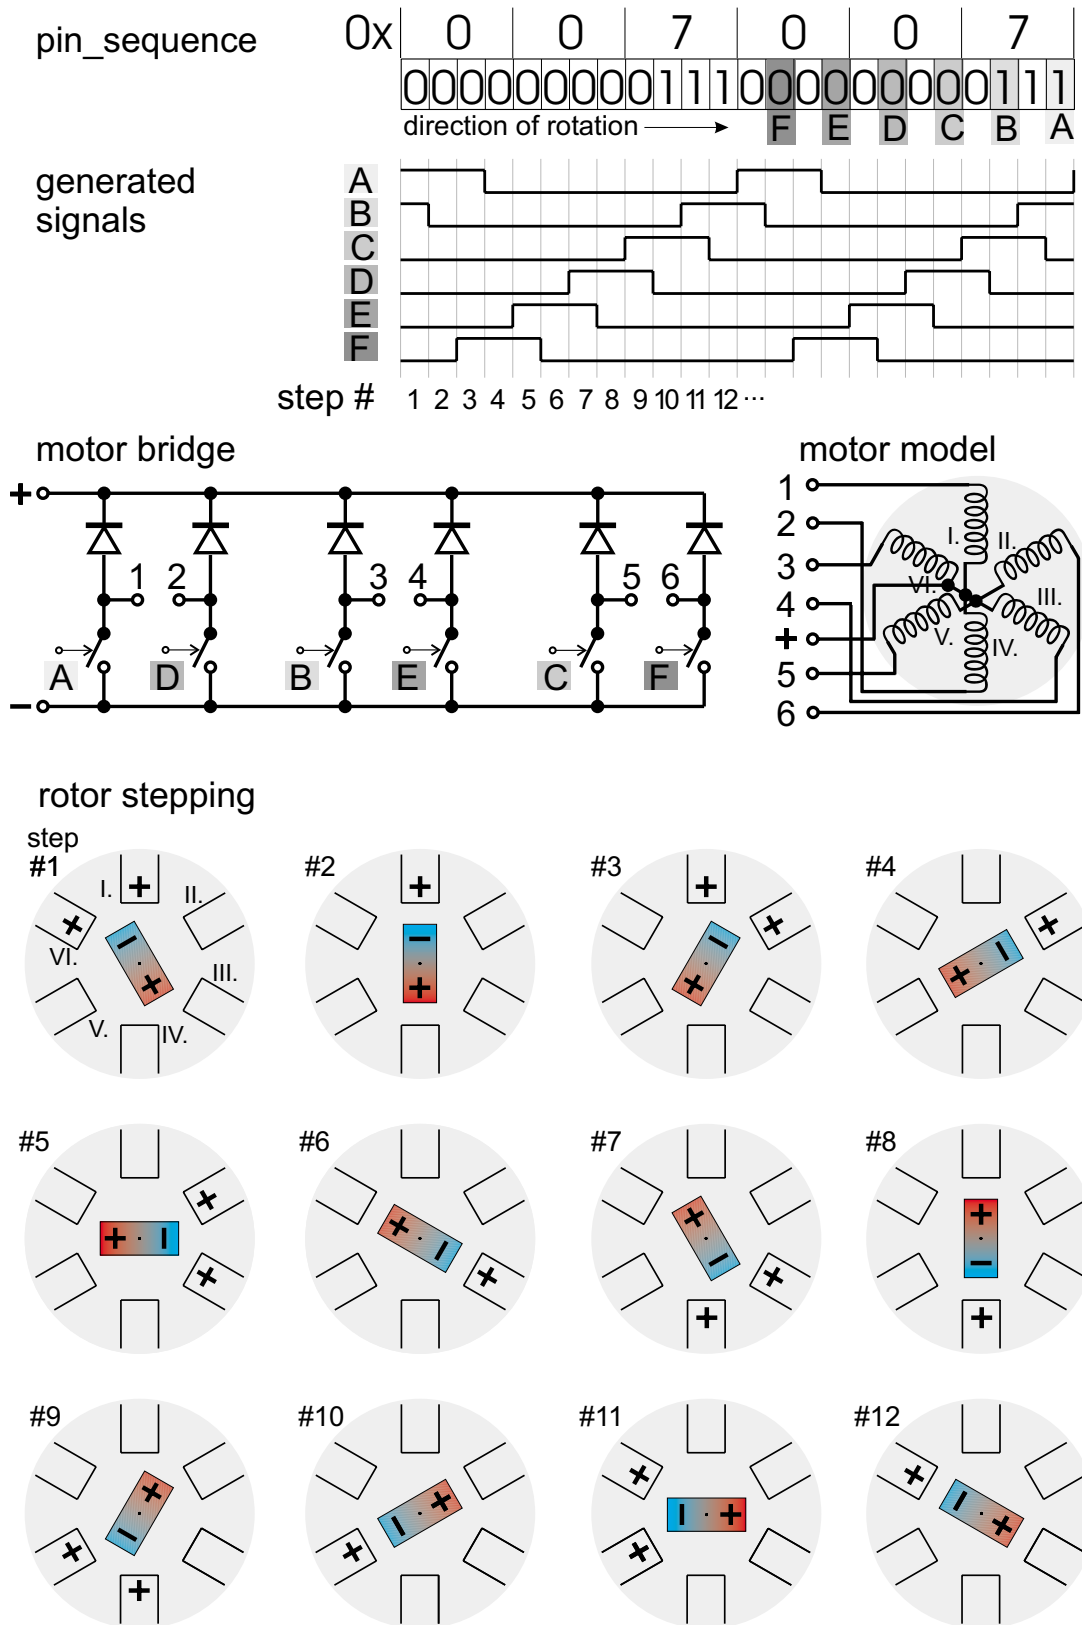 pin_sequence 0x 0 0 7 0 0 7
000000000111000000000111
direction of rotation F E D C B A
generated signals
A
B
C
D
E
F
step # 1 2 3 4 5 6 7 8 9 10 11 12 ...
motor bridge
motor model
+
1 2 3 4 5 6
A D B E C F
−
1
2
3
4
+
5
6
I. II. III. IV. V. VI.
rotor stepping
step
#1 I. II. III. IV. V. VI. + + − +
#2 + − +
#3 + + − +
#4 + − +
#5 + + + −
#6 + − +
#7 + − + +
#8 + − +
#9 + − + +
#10 + − +
#11 + + − +
#12 + − +